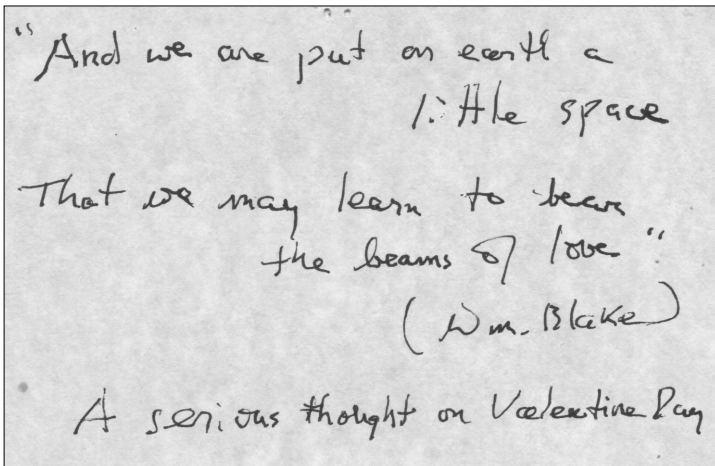 "And we are put on earth a
little space
That we may learn to bear
the beams of love"
(Wm. Blake)
A serious thought on Valentine Day